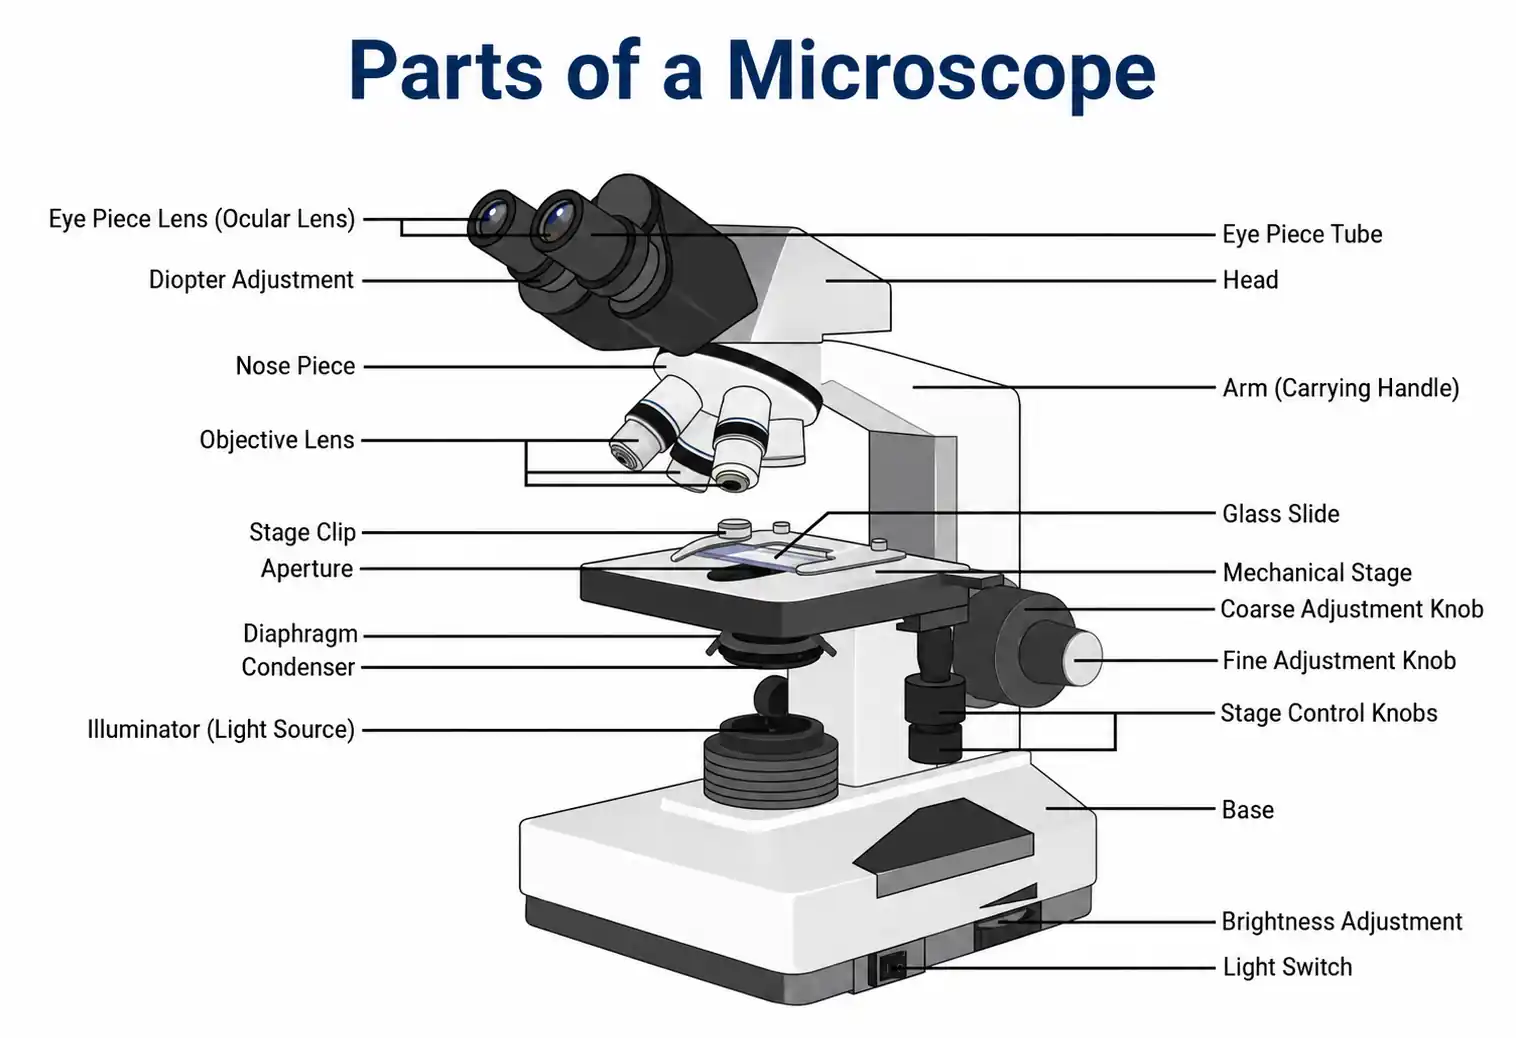 Parts of a Microscope
Eye Piece Lens (Ocular Lens)
Diopter Adjustment
Nose Piece
Objective Lens
Stage Clip
Aperture
Diaphragm
Condenser
Illuminator (Light Source)
Eye Piece Tube
Head
Arm (Carrying Handle)
Glass Slide
Mechanical Stage
Coarse Adjustment Knob
Fine Adjustment Knob
Stage Control Knobs
Base
Brightness Adjustment
Light Switch